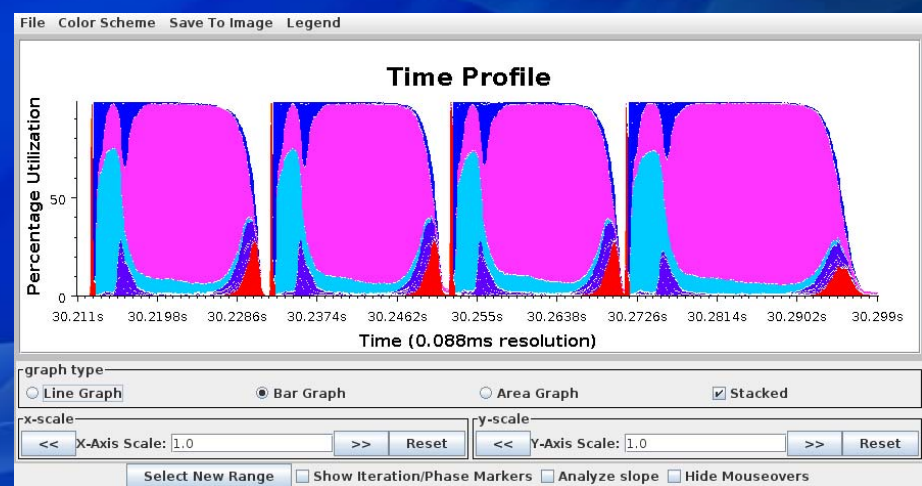 File Color Scheme Save To Image Legend
Time Profile
Percentage Utilization
50
0
30.211s 30.2198s 30.2286s 30.2374s 30.2462s 30.255s 30.2638s 30.2726s 30.2814s 30.2902s 30.299s
Time (0.088ms resolution)
graph type
Line Graph Bar Graph Area Graph Stacked
x-scale y-scale
<< X-Axis Scale: 1.0 >> Reset << Y-Axis Scale: 1.0 >> Reset
Select New Range Show Iteration/Phase Markers Analyze slope Hide Mouseovers